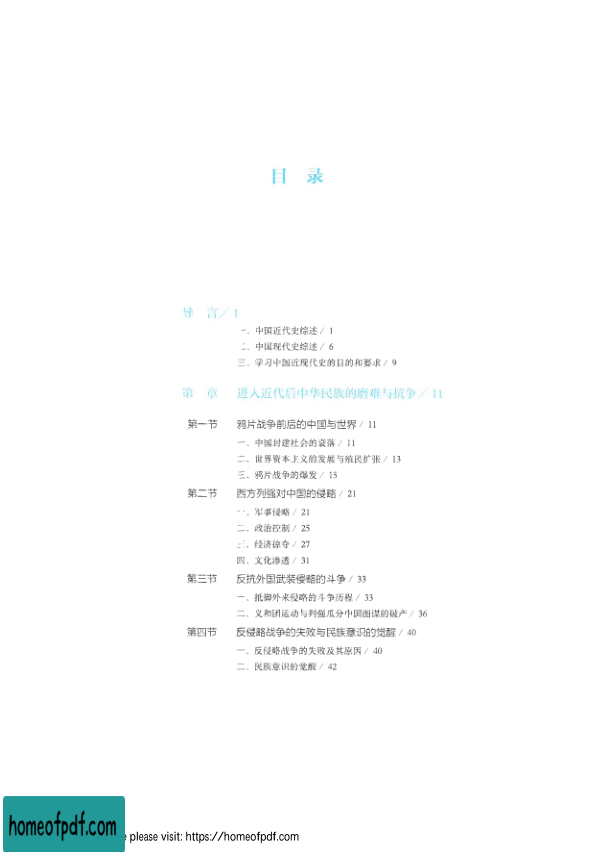 目 录
导 言／1
一、中国近代史综述／1
二、中国现代史综述／6
三、学习中国近现代史的目的和要求／9
第 章 进入近代后中华民族的磨难与抗争／11
第一节 鸦片战争前后的中国与世界／11
一、中国封建社会的衰落／11
二、世界资本主义的发展与殖民扩张／13
三、鸦片战争的爆发／15
第二节 西方列强对中国的侵略／21
一、军事侵略／21
二、政治控制／25
三、经济掠夺／27
四、文化渗透／31
第三节 反抗外国武装侵略的斗争／33
一、抵御外来侵略的斗争历程／33
二、义和团运动与列强瓜分中国图谋的破产／36
第四节 反侵略战争的失败与民族意识的觉醒／40
一、反侵略战争的失败及其原因／40
二、民族意识的觉醒／42
homeofpdf.com
please visit: https://homeofpdf.com